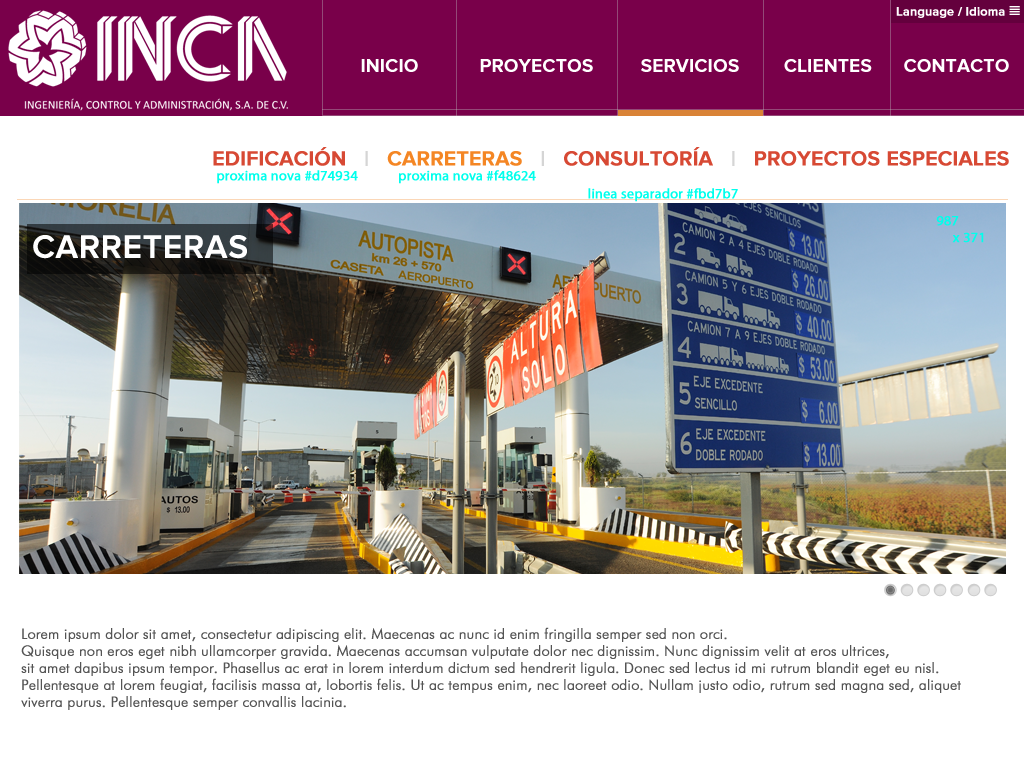 INCA
INGENIERÍA, CONTROL Y ADMINISTRACIÓN, S.A. DE C.V.
Language / Idioma
INICIO
PROYECTOS
SERVICIOS
CLIENTES
CONTACTO
EDIFICACIÓN | CARRETERAS | CONSULTORÍA | PROYECTOS ESPECIALES
proxima nova #d74934
proxima nova #f48624
linea separador #fbd7b7
987
x 371
MORELIA
CARRETERAS
AUTOPISTA
km 26 + 570
CASETA AEROPUERTO
ALTURA
SOLO
EJES SENCILLOS
$ 13.00
2 CAMION 2 A 4 EJES DOBLE RODADO
$ 26.00
3 CAMION 5 Y 6 EJES DOBLE RODADO
$ 40.00
4 CAMION 7 A 9 EJES DOBLE RODADO
$ 53.00
5 EJE EXCEDENTE
SENCILLO
$ 6.00
6 EJE EXCEDENTE
DOBLE RODADO
$ 13.00
6
5
AUTOS
$ 13.00
Lorem ipsum dolor sit amet, consectetur adipiscing elit. Maecenas ac nunc id enim fringilla semper sed non orci.
Quisque non eros eget nibh ullamcorper gravida. Maecenas accumsan vulputate dolor nec dignissim. Nunc dignissim velit at eros ultrices,
sit amet dapibus ipsum tempor. Phasellus ac erat in lorem interdum dictum sed hendrerit ligula. Donec sed lectus id mi rutrum blandit eget eu nisl.
Pellentesque at lorem feugiat, facilisis massa at, lobortis felis. Ut ac tempus enim, nec laoreet odio. Nullam justo odio, rutrum sed magna sed, aliquet
viverra purus. Pellentesque semper convallis lacinia.